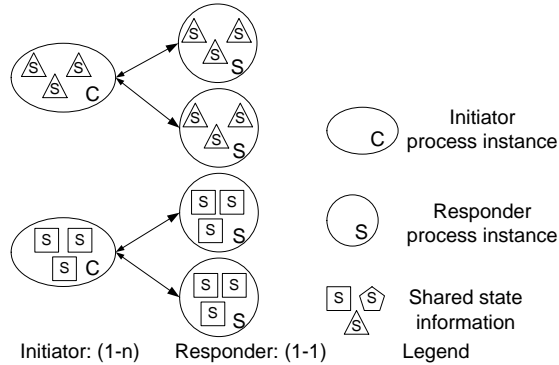 S S S
C
S S S
S
S S S
S
S S S
C
S S S
S
S S S
S
C
Initiator
process instance
S
Responder
process instance
S S
S
Shared state
information
Initiator: (1-n) Responder: (1-1) Legend